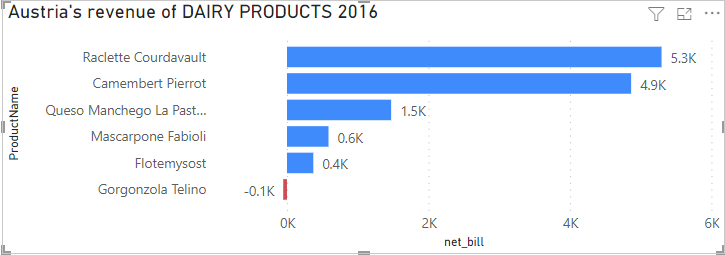 Austria's revenue of DAIRY PRODUCTS 2016
ProductName
Raclette Courdavault 5.3K
Camembert Pierrot 4.9K
Queso Manchego La Past... 1.5K
Mascarpone Fabioli 0.6K
Flotemysost 0.4K
Gorgonzola Telino -0.1K
0K 2K 4K 6K
net_bill